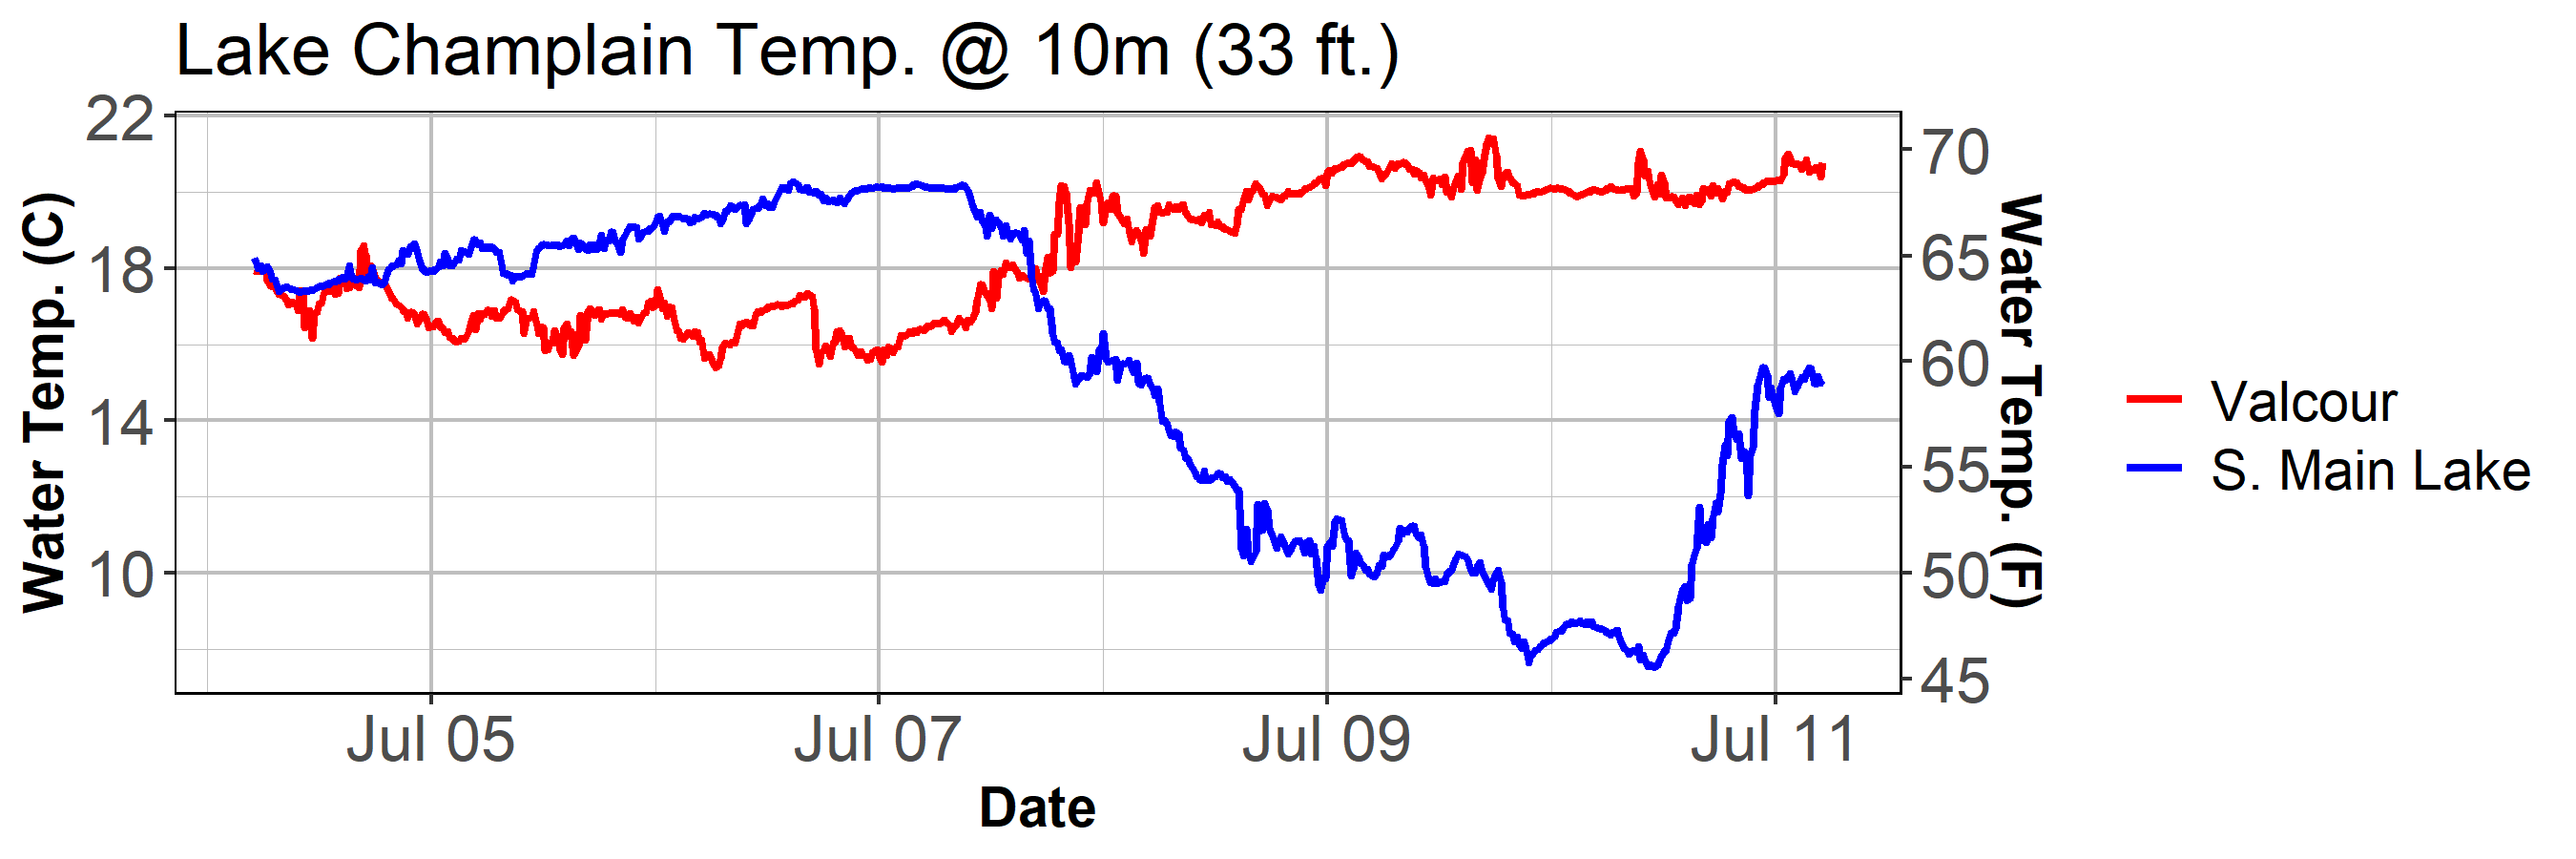 Lake Champlain Temp. @ 10m (33 ft.)
Water Temp. (C)
22
18
14
10
70
65
60
55
50
45
Water Temp. (F)
Jul 05
Jul 07
Jul 09
Jul 11
Date
Valcour
S. Main Lake